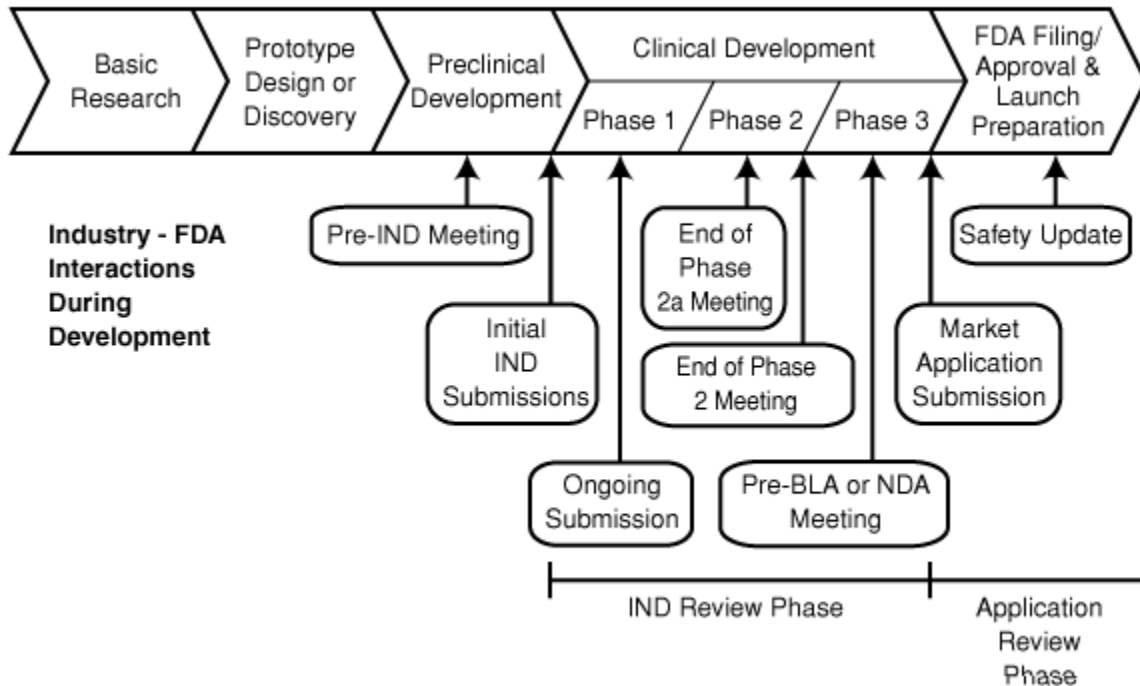 Basic
Research
Prototype
Design or
Discovery
Preclinical
Development
Clinical Development
Phase 1
Phase 2
Phase 3
FDA Filing/
Approval &
Launch
Preparation
Industry - FDA
Interactions
During
Development
Pre-IND Meeting
Initial
IND
Submissions
Ongoing
Submission
End of
Phase
2a Meeting
End of Phase
2 Meeting
Pre-BLA or NDA
Meeting
Market
Application
Submission
Safety Update
IND Review Phase
Application
Review
Phase